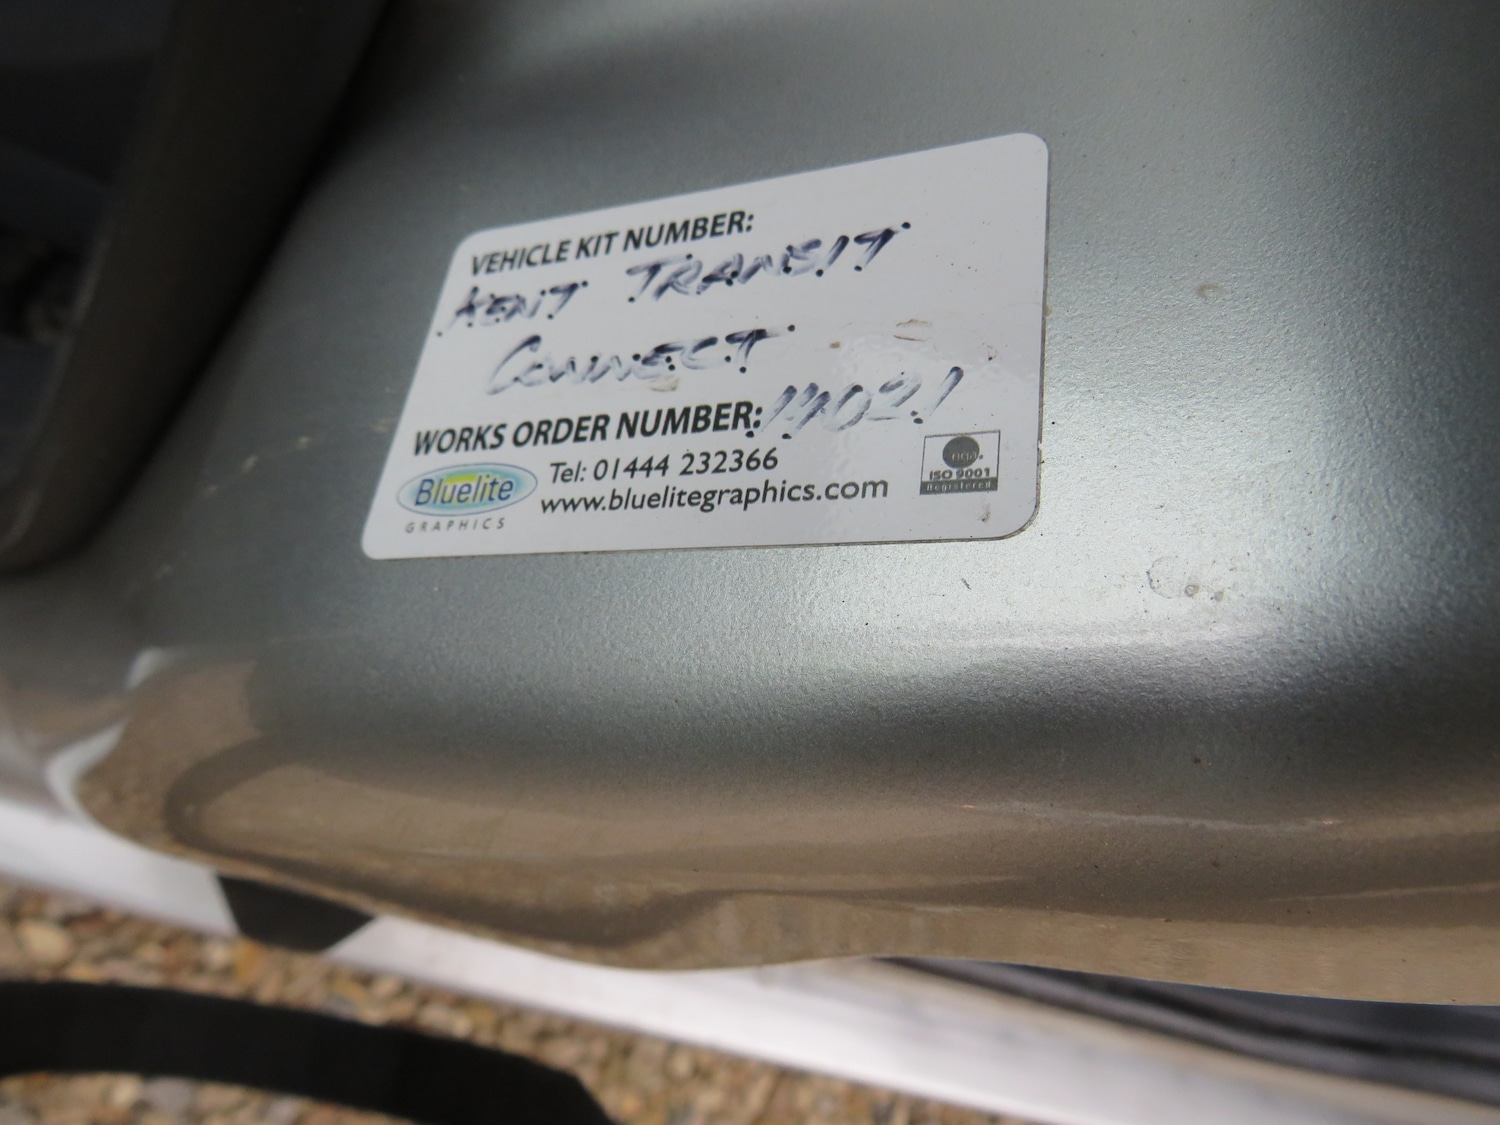 VEHICLE KIT NUMBER:
KENT TRANSIT
CONNECT
WORKS ORDER NUMBER:
Bluelite
GRAPHICS
Tel: 01444 232366
www.bluelitegraphics.com
ISO 9001
Registered